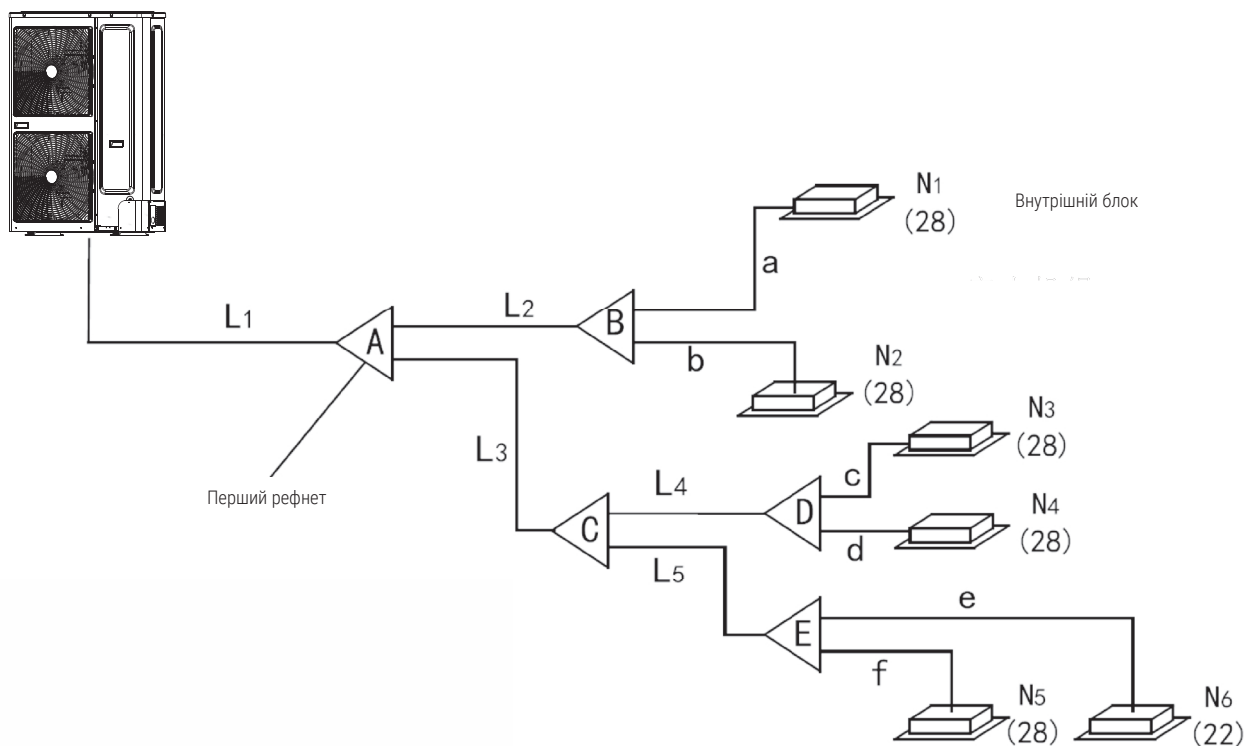 N1
(28)
Внутрішній блок
a
L1
A
L2
B
b
N2
(28)
N3
(28)
L3
Перший рефнет
C
L4
D
c
d
N4
(28)
L5
E
e
f
N5
(28)
N6
(22)